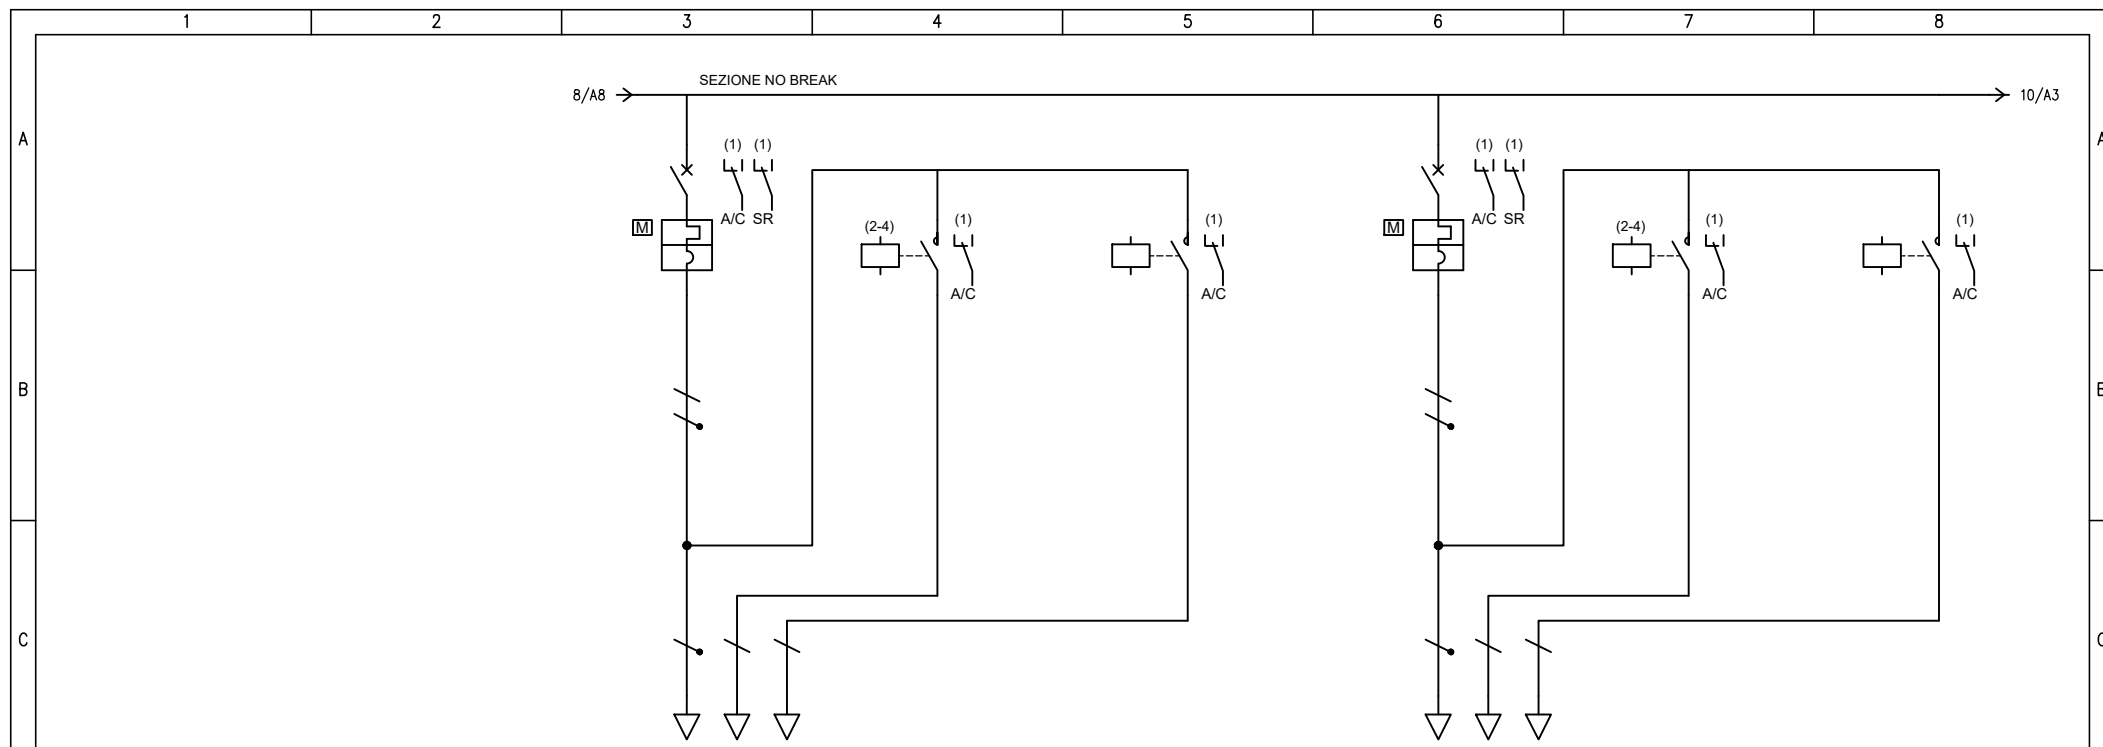 1 2 3 4 5 6 7 8
SEZIONE NO BREAK
8/A8 10/A3
A A
(1) (1) (1) (1)
A/C SR A/C SR
M (2-4) (1) (1) M (2-4) (1) (1)
A/C A/C A/C A/C
B
C